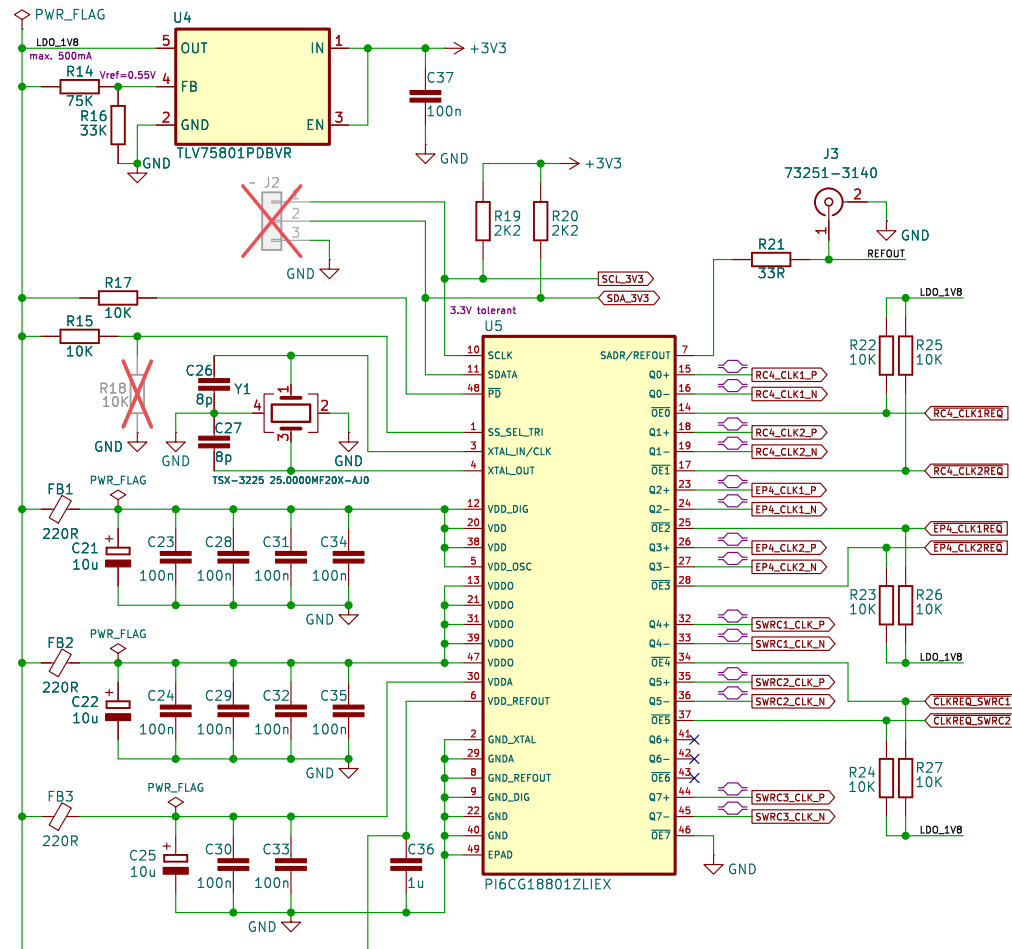 PWR_FLAG
U4
LDO_1V8
max. 500mA
5 OUT IN 1
+3V3
R14
75K
Vref=0.55V
4 FB
R16
33K
2 GND EN 3
GND
TLV75801PDBVR
C37
100n
GND
+3V3
~ J2
1
2
3
GND
R19
2K2
R20
2K2
J3
73251-3140
2
1
GND
R21
33R
REFOUT
SCL_3V3
SDA_3V3
3.3V tolerant
LDO_1V8
R17
10K
R15
10K
R18
10K
GND
C26
8p
C27
8p
GND
Y1
1
4
2
3
GND
TSX-3225 25.0000MF20X-AJ0
R22
10K
R25
10K
U5
10 SCLK
11 SDATA
48 PD
1 SS_SEL_TRI
3 XTAL_IN/CLK
4 XTAL_OUT
12 VDD_DIG
20 VDD
38 VDD
5 VDD_OSC
13 VDDO
21 VDDO
31 VDDO
39 VDDO
47 VDDO
30 VDDA
6 VDD_REFOUT
2 GND_XTAL
29 GNDA
8 GND_REFOUT
9 GND_DIG
22 GND
40 GND
49 EPAD
SADR/REFOUT 7
Q0+ 15 RC4_CLK1_P
Q0- 16 RC4_CLK1_N
OE0 14 RC4_CLK1REQ
Q1+ 18 RC4_CLK2_P
Q1- 19 RC4_CLK2_N
OE1 17 RC4_CLK2REQ
Q2+ 23 EP4_CLK1_P
Q2- 24 EP4_CLK1_N
OE2 25 EP4_CLK1REQ
Q3+ 26 EP4_CLK2_P
EP4_CLK2REQ
Q3- 27 EP4_CLK2_N
OE3 28
Q4+ 32 SWRC1_CLK_P
Q4- 33 SWRC1_CLK_N
OE4 34
Q5+ 35 SWRC2_CLK_P
Q5- 36 SWRC2_CLK_N
CLKREQ_SWRC1
OE5 37 CLKREQ_SWRC2
Q6+ 41
Q6- 42
OE6 43
Q7+ 44 SWRC3_CLK_P
Q7- 45 SWRC3_CLK_N
OE7 46
GND
PI6CG18801ZLIEX
R23
10K
R26
10K
LDO_1V8
R24
10K
R27
10K
LDO_1V8
FB1
220R
PWR_FLAG
+
C21
10u
C23
100n
C28
100n
C31
100n
C34
100n
GND
FB2
220R
PWR_FLAG
+
C22
10u
C24
100n
C29
100n
C32
100n
C35
100n
GND
FB3
220R
PWR_FLAG
+
C25
10u
C30
100n
C33
100n
C36
1u
GND